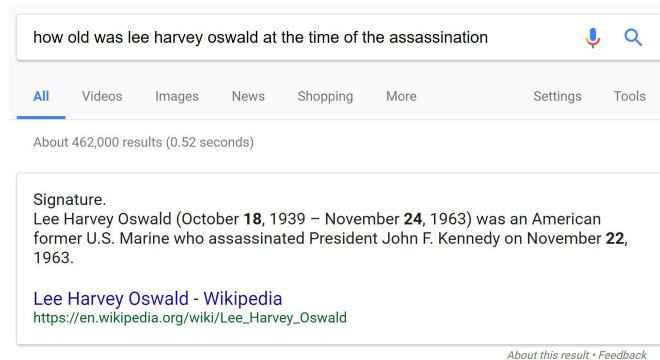 how old was lee harvey oswald at the time of the assassination
All Videos Images News Shopping More Settings Tools
About 462,000 results (0.52 seconds)
Signature.
Lee Harvey Oswald (October 18, 1939 – November 24, 1963) was an American
former U.S. Marine who assassinated President John F. Kennedy on November 22,
1963.
Lee Harvey Oswald - Wikipedia
https://en.wikipedia.org/wiki/Lee_Harvey_Oswald
About this result • Feedback